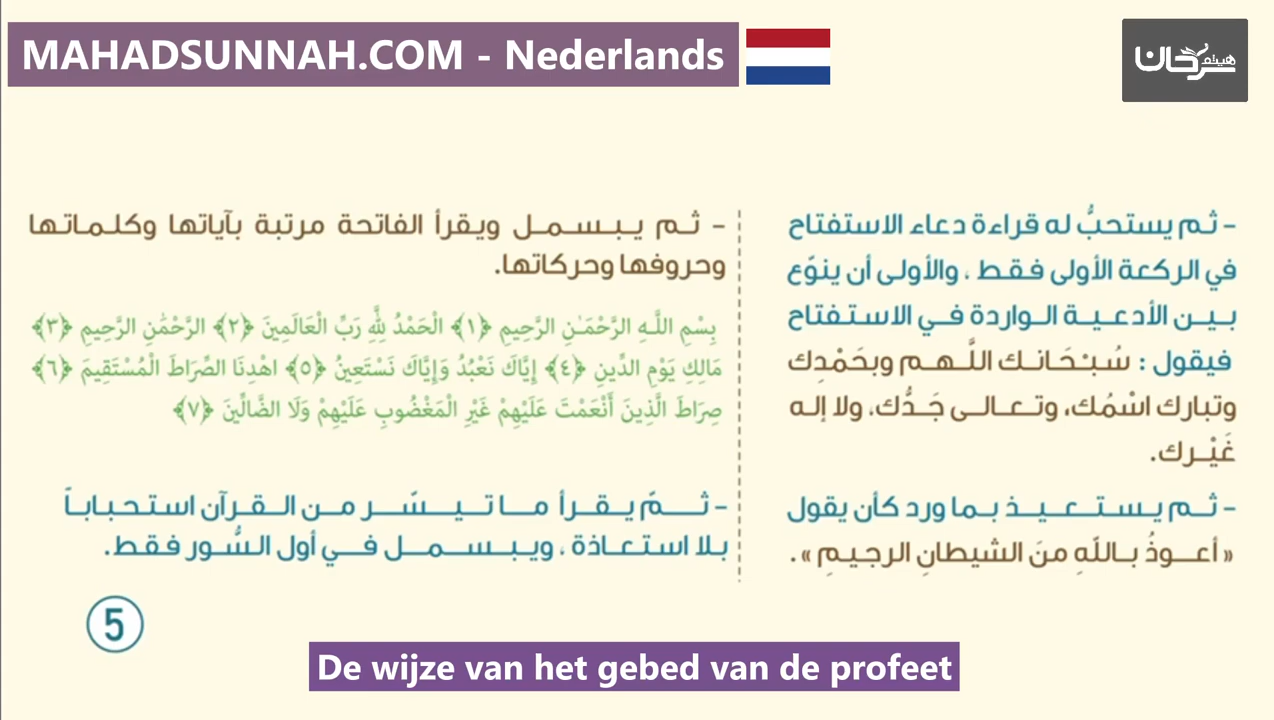 MAHADSUNNAH.COM - Nederlands
هيثم
سرحان
- ثم يستحبُّ له قراءة دعاء الاستفتاح
في الركعة الأولى فقط ، والأولى أن ينوّع
بين الأدعية الواردة في الاستفتاح
فيقول : سُبْحَانك اللَّهم وبحَمْدِك
وتبارك اسْمُك، وتعالى جَدُّك، ولا إله
غَيْرك.
- ثم يستعيذ بما ورد كأن يقول
« أعوذُ باللّهِ منَ الشيطانِ الرجيمِ » .
- ثم يبسمل ويقرأ الفاتحة مرتبة بآياتها وكلماتها
وحروفها وحركاتها.
بِسْمِ اللَّهِ الرَّحْمَٰنِ الرَّحِيمِ ﴿١﴾ الْحَمْدُ لِلَّهِ رَبِّ الْعَالَمِينَ ﴿٢﴾ الرَّحْمَٰنِ الرَّحِيمِ ﴿٣﴾
مَالِكِ يَوْمِ الدِّينِ ﴿٤﴾ إِيَّاكَ نَعْبُدُ وَإِيَّاكَ نَسْتَعِينُ ﴿٥﴾ اهْدِنَا الصِّرَاطَ الْمُسْتَقِيمَ ﴿٦﴾
صِرَاطَ الَّذِينَ أَنْعَمْتَ عَلَيْهِمْ غَيْرِ الْمَغْضُوبِ عَلَيْهِمْ وَلَا الضَّالِّينَ ﴿٧﴾
- ثمّ يقرأ ما تيسّر من القرآن استحباباً
بلا استعاذة ، ويبسمل في أول السُّور فقط.
5
De wijze van het gebed van de profeet